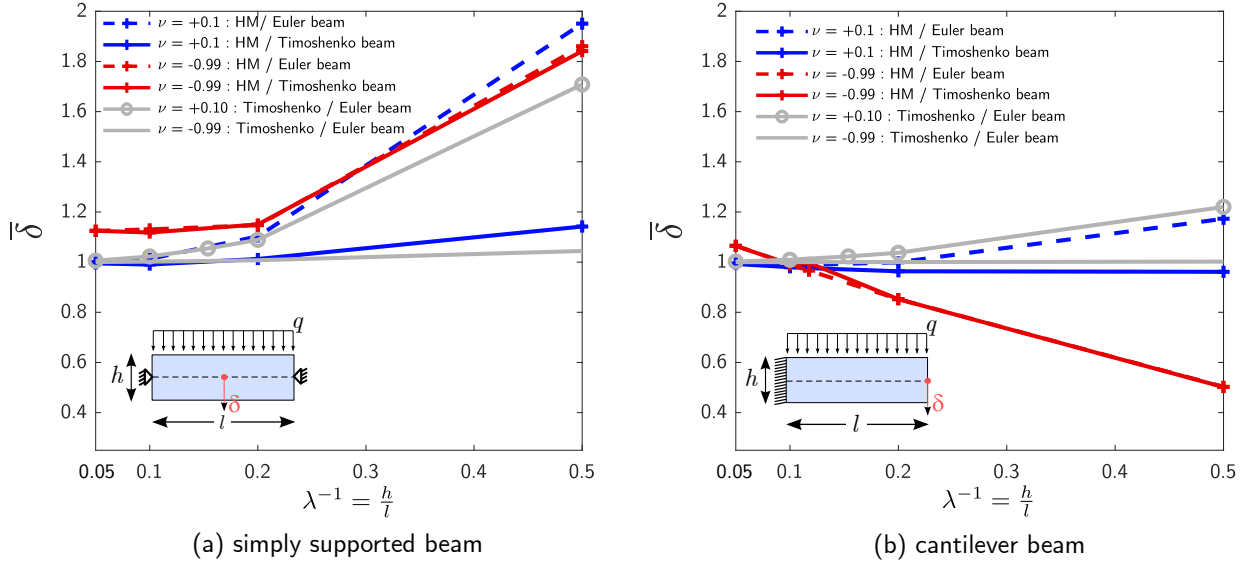 ν = +0.1 : HM/ Euler beam
ν = +0.1 : HM / Timoshenko beam
ν = -0.99 : HM / Euler beam
ν = -0.99 : HM / Timoshenko beam
ν = +0.10 : Timoshenko / Euler beam
ν = -0.99 : Timoshenko / Euler beam
2
1.8
1.6
1.4
1.2
1
0.8
0.6
0.4
δ̅
q
h
δ
l
0.05 0.1 0.2 0.3 0.4 0.5
λ⁻¹ = h/l
(a) simply supported beam
ν = +0.1 : HM / Euler beam
ν = +0.1 : HM / Timoshenko beam
ν = -0.99 : HM / Euler beam
ν = -0.99 : HM / Timoshenko beam
ν = +0.10 : Timoshenko / Euler beam
ν = -0.99 : Timoshenko / Euler beam
2
1.8
1.6
1.4
1.2
1
0.8
0.6
0.4
δ̅
q
h
δ
l
0.05 0.1 0.2 0.3 0.4 0.5
λ⁻¹ = h/l
(b) cantilever beam